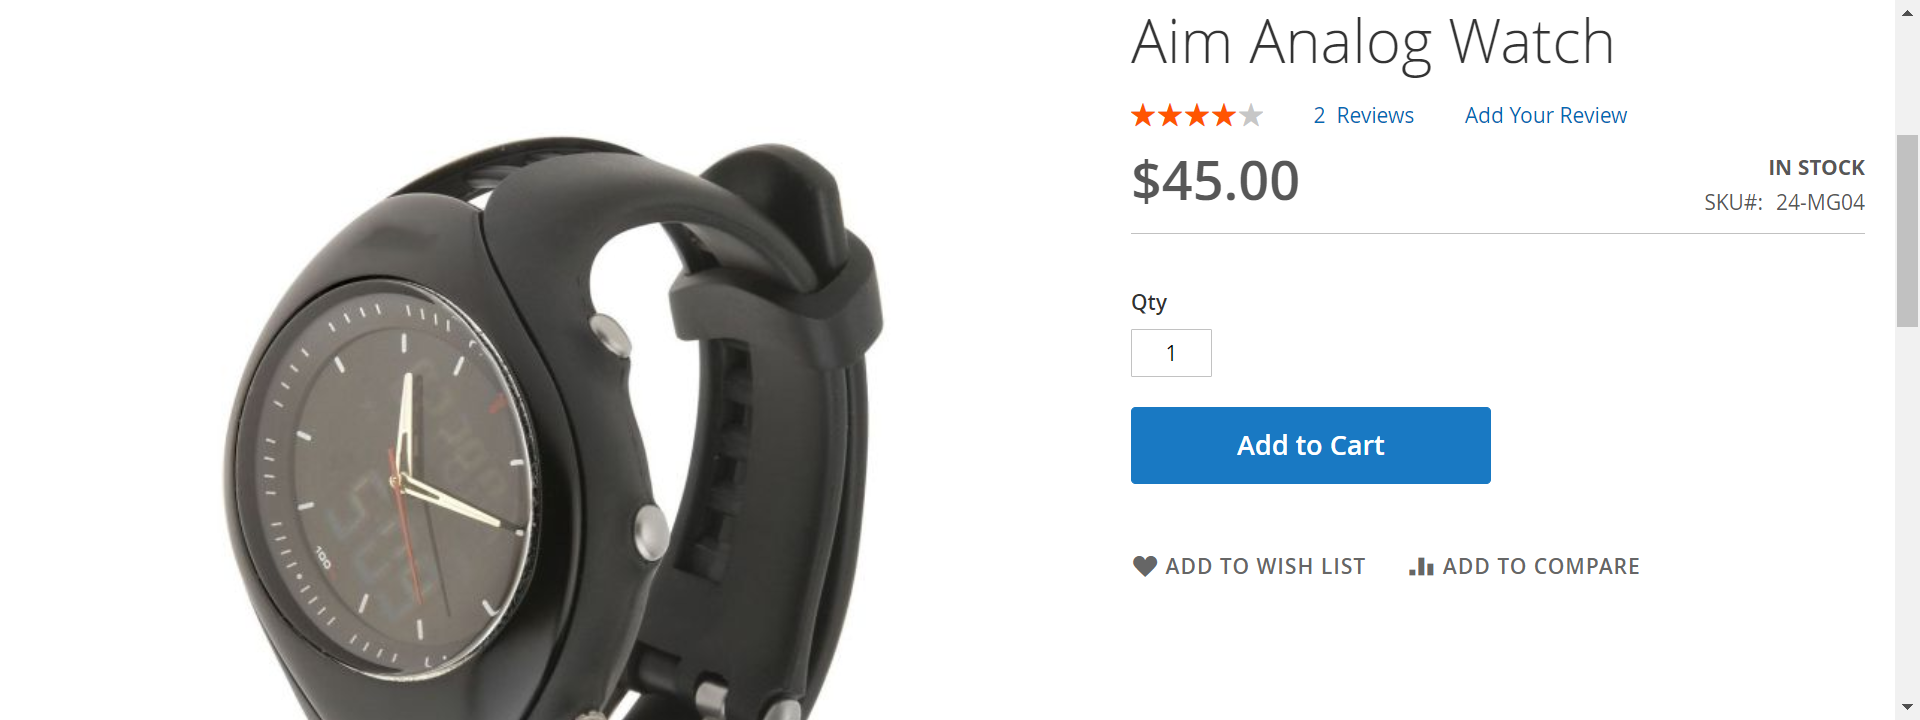 Aim Analog Watch
2 Reviews Add Your Review
$45.00
IN STOCK
SKU#: 24-MG04
Qty
1
Add to Cart
ADD TO WISH LIST ADD TO COMPARE
100